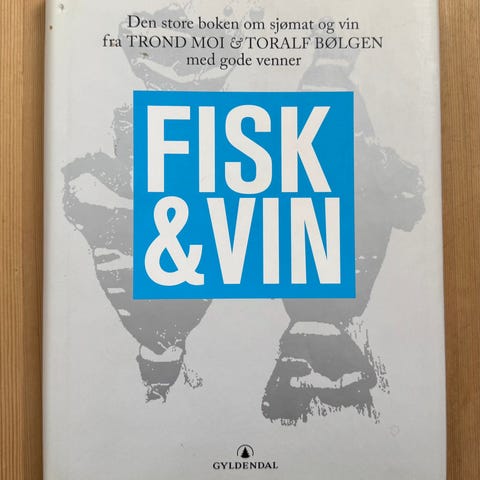 Den store boken om sjømat og vin
fra TROND MOI & TORALF BØLGEN
med gode venner
FISK
&VIN
GYLDENDAL